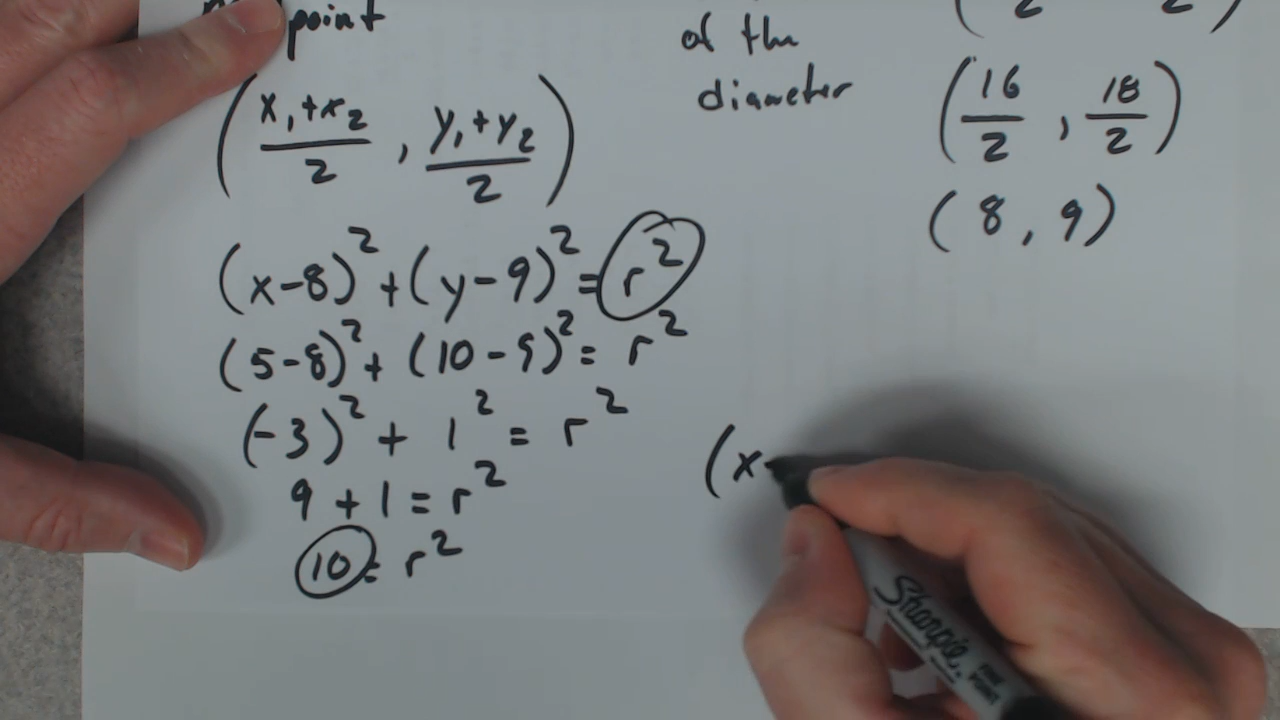 point
(x₁+x₂/2, y₁+y₂/2)
(x-8)²+(y-9)²=r²
(5-8)²+(10-9)²=r²
(-3)²+1²=r²
9+1=r²
10=r²
of the
diameter
(16/2, 18/2)
(8, 9)
(x-
Sharpie.
FINE
POINT